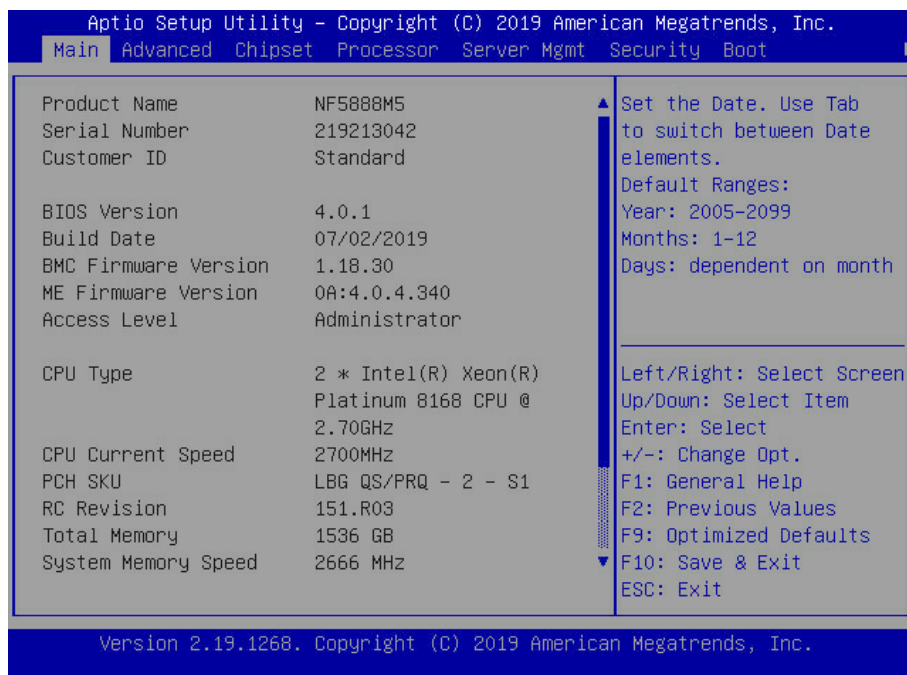 Aptio Setup Utility – Copyright (C) 2019 American Megatrends, Inc.
Main Advanced Chipset Processor Server Mgmt Security Boot
Product Name NF5888M5
Serial Number 219213042
Customer ID Standard
BIOS Version 4.0.1
Build Date 07/02/2019
BMC Firmware Version 1.18.30
ME Firmware Version 0A:4.0.4.340
Access Level Administrator
CPU Type 2 * Intel(R) Xeon(R)
Platinum 8168 CPU @
2.70GHz
CPU Current Speed 2700MHz
PCH SKU LBG QS/PRQ - 2 - S1
RC Revision 151.R03
Total Memory 1536 GB
System Memory Speed 2666 MHz
Set the Date. Use Tab
to switch between Date
elements.
Default Ranges:
Year: 2005-2099
Months: 1-12
Days: dependent on month
Left/Right: Select Screen
Up/Down: Select Item
Enter: Select
+/-: Change Opt.
F1: General Help
F2: Previous Values
F9: Optimized Defaults
F10: Save & Exit
ESC: Exit
Version 2.19.1268. Copyright (C) 2019 American Megatrends, Inc.